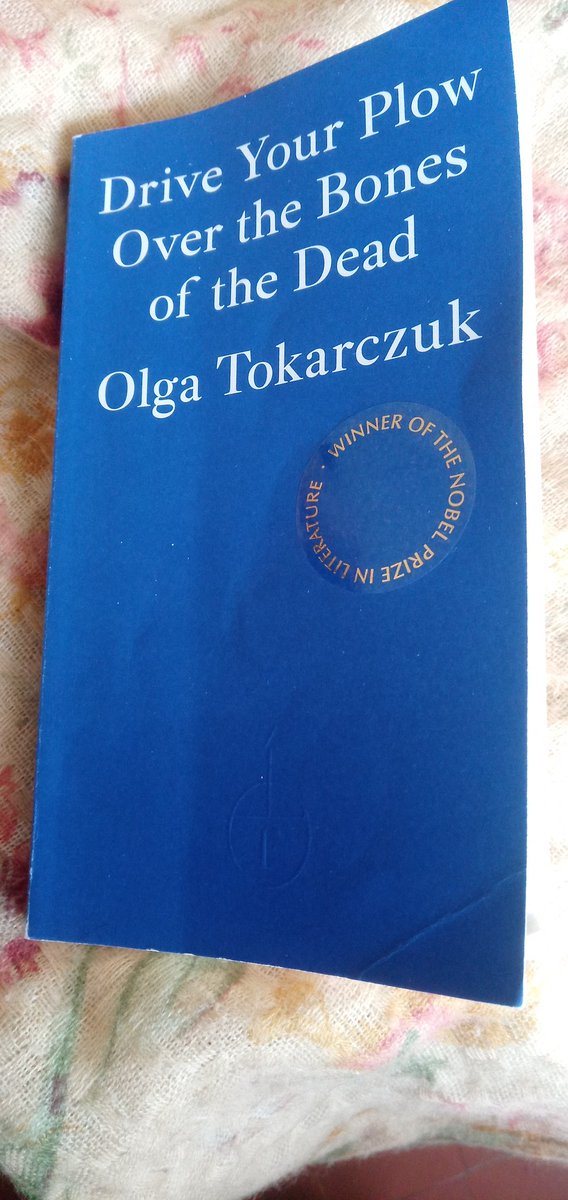 Drive Your Plow
Over the Bones
of the Dead
Olga Tokarczuk
WINNER OF THE NOBEL PRIZE IN LITERATURE ·